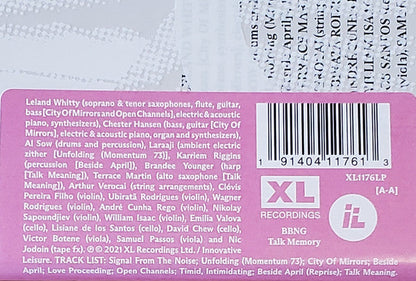 Leland Whitty (soprano & tenor saxophones, flute, guitar,
bass [City Of Mirrors and Open Channels], electric & acoustic
piano, synthesizers), Chester Hansen (bass, guitar [City Of
Mirrors], electric & acoustic piano, organ and synthesizers),
Al Sow (drums and percussion), Laraaji (ambient electric
zither [Unfolding (Momentum 73)], Karriem Riggins
(percussion [Beside April]), Brandee Younger (harp
[Talk Meaning]), Terrace Martin (alto saxophone [Talk
Meaning]), Arthur Verocai (string arrangements), Clóvis
Pereira Filho (violin), Ubiratã Rodrigues (violin), Wagner
Rodrigues (violin), André Cunha Rego (violin), Nikolay
Sapoundjiev (violin), William Isaac (violin), Emilia Valova
(cello), Lisiane de los Santos (cello), David Chew (cello),
Victor Botene (viola), Samuel Passos (viola) and Nic
Jodoin (tape fx). ℗ © 2021 XL Recordings Ltd. / Innovative
Leisure. TRACK LIST: Signal From The Noise; Unfolding (Momentum 73); City Of Mirrors; Beside
April; Love Proceeding; Open Channels; Timid, Intimidating; Beside April (Reprise); Talk Meaning.
1 91404 11761 3
XL1176LP
[A-A]
XL
RECORDINGS
BBNG
Talk Memory
iL